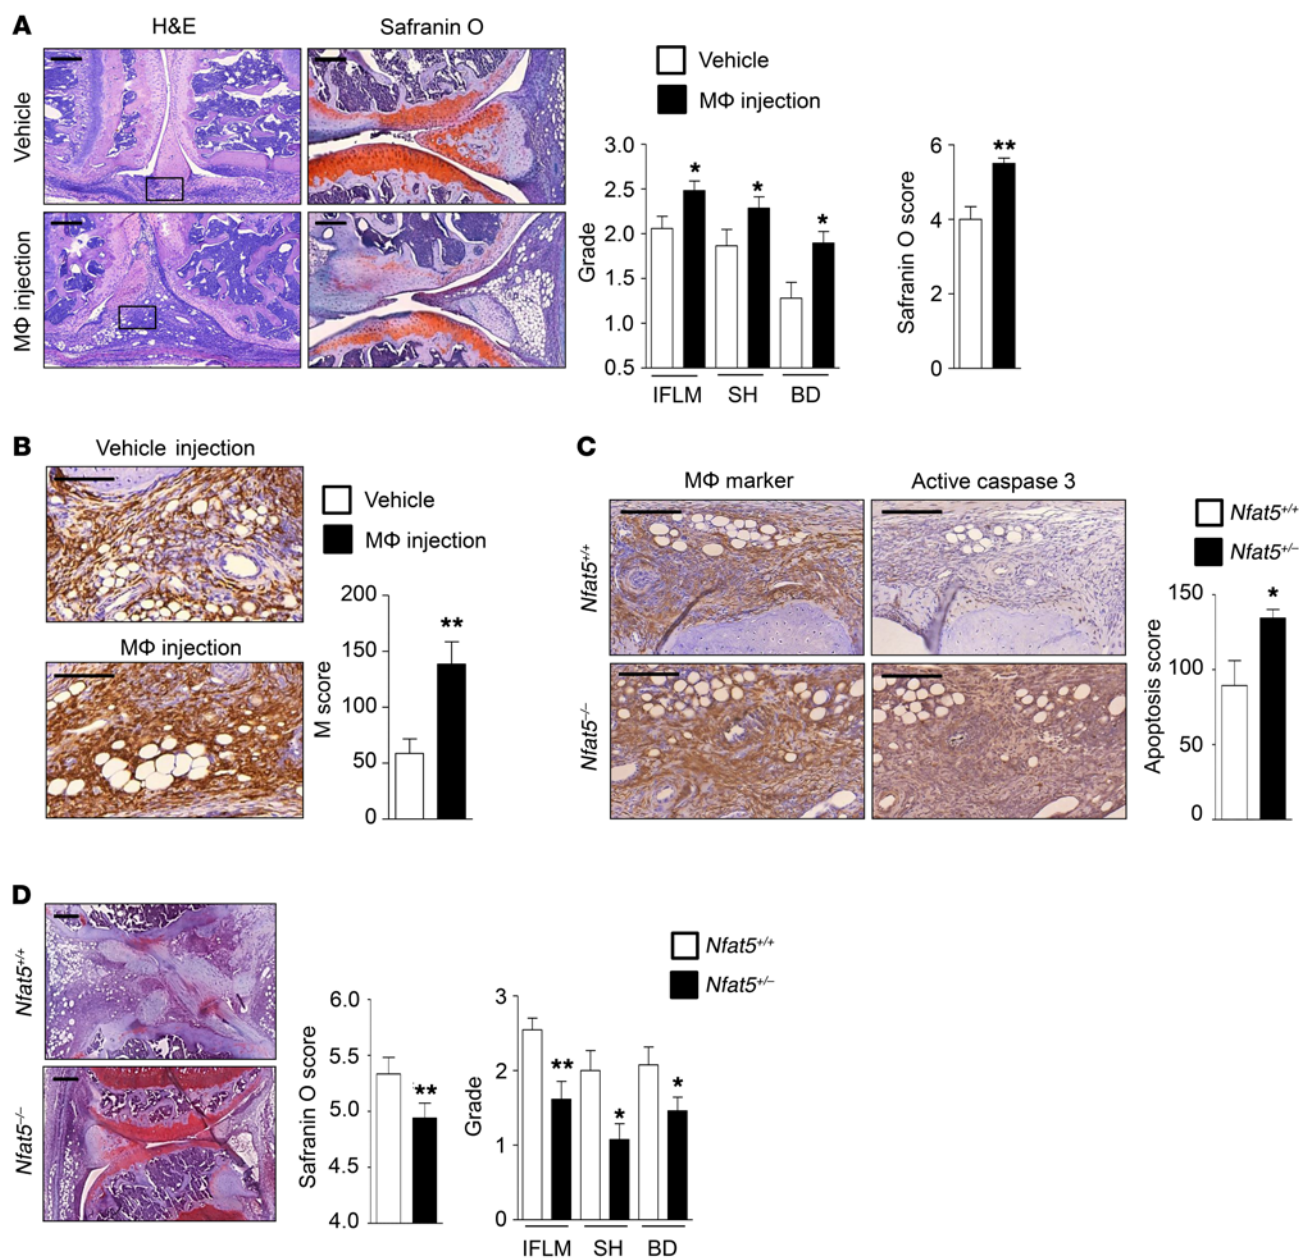 A
H&E
Safranin O
Vehicle
MΦ injection
Vehicle
MΦ injection
Grade
3.0
2.5
2.0
1.5
1.0
0.5
*
*
*
IFLM
SH
BD
Safranin O score
6
4
2
0
**
B
Vehicle injection
MΦ injection
Vehicle
MΦ injection
M score
200
150
100
50
0
**
C
MΦ marker
Active caspase 3
Nfat5+/+
Nfat5–/–
Nfat5+/+
Nfat5+/–
Apoptosis score
150
100
50
0
*
D
Nfat5+/+
Nfat5–/–
Safranin O score
6.0
5.5
5.0
4.5
4.0
**
Nfat5+/+
Nfat5+/–
Grade
3
2
1
0
**
*
*
IFLM
SH
BD